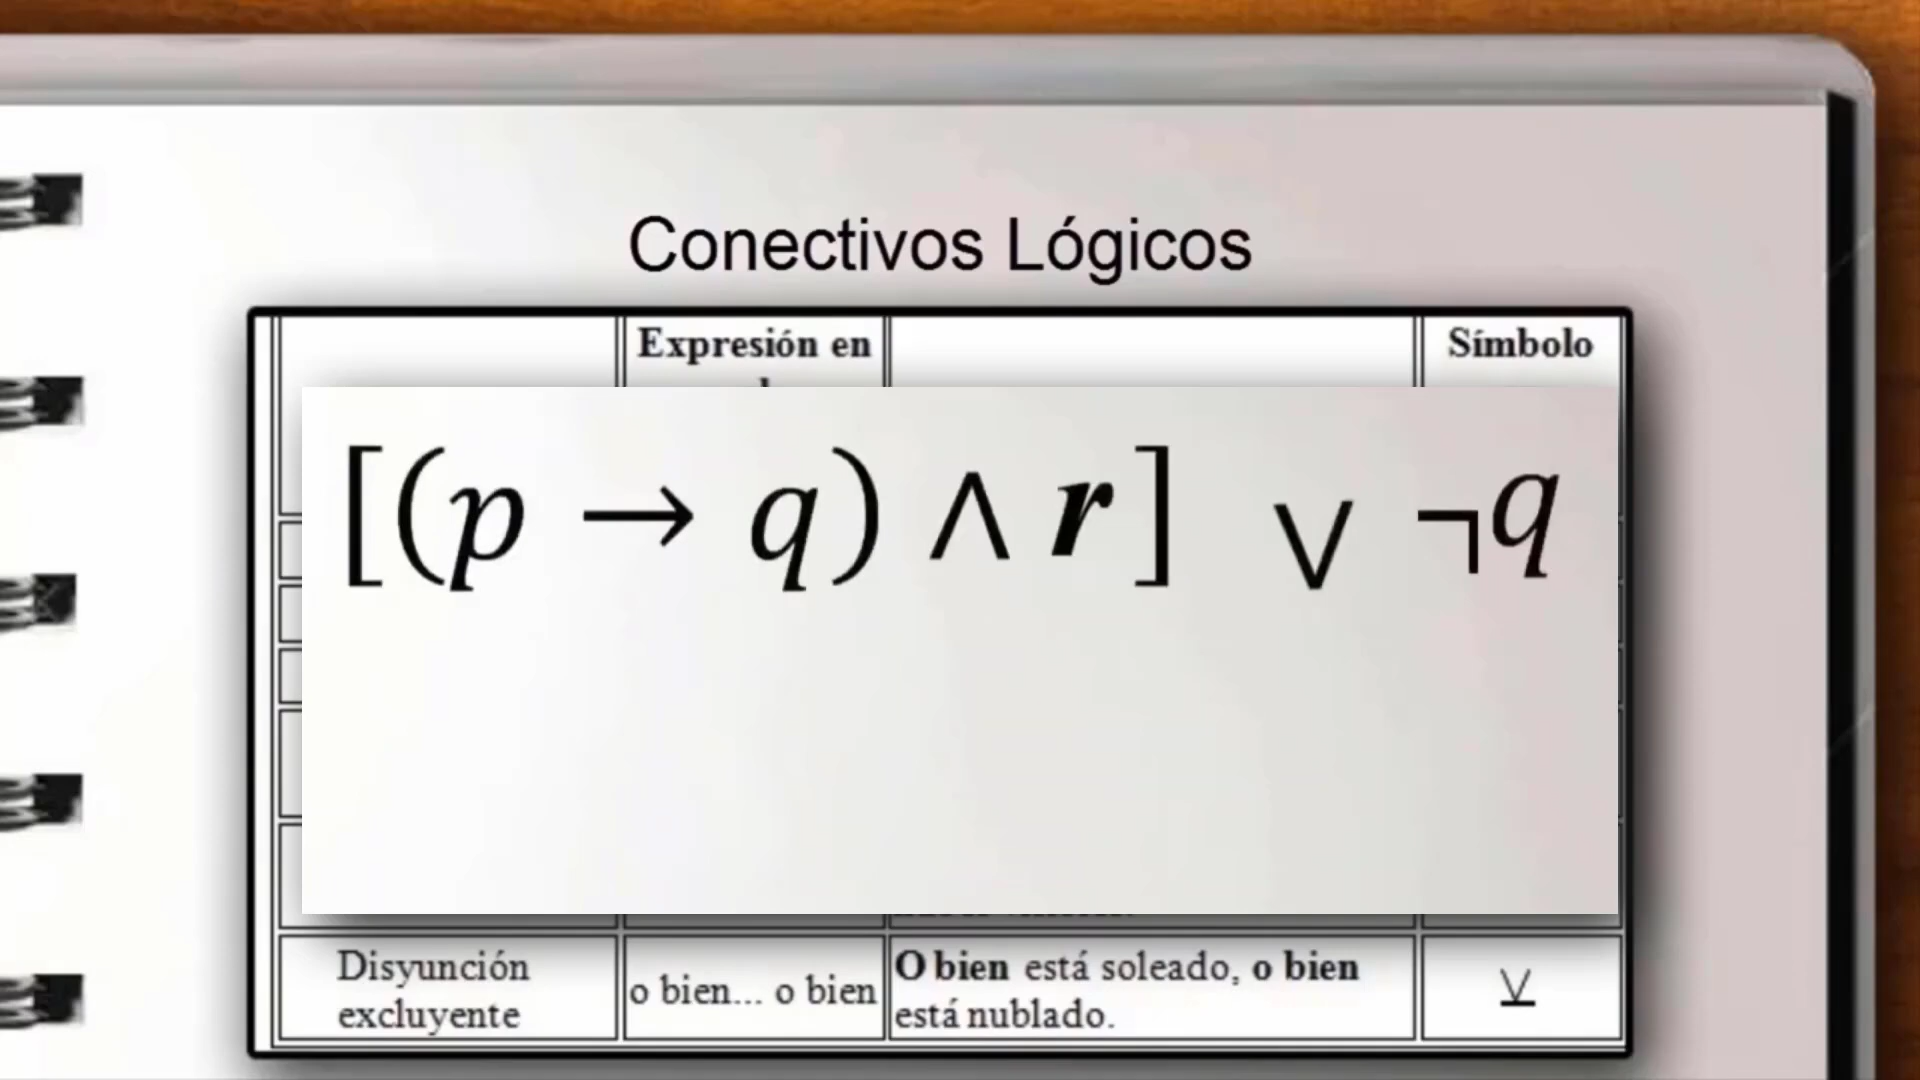 Conectivos Lógicos
Expresión en
Símbolo
[(p → q) ∧ r] ∨ ¬q
Disyunción excluyente
o bien... o bien
O bien está soleado, o bien está nublado.
⊻